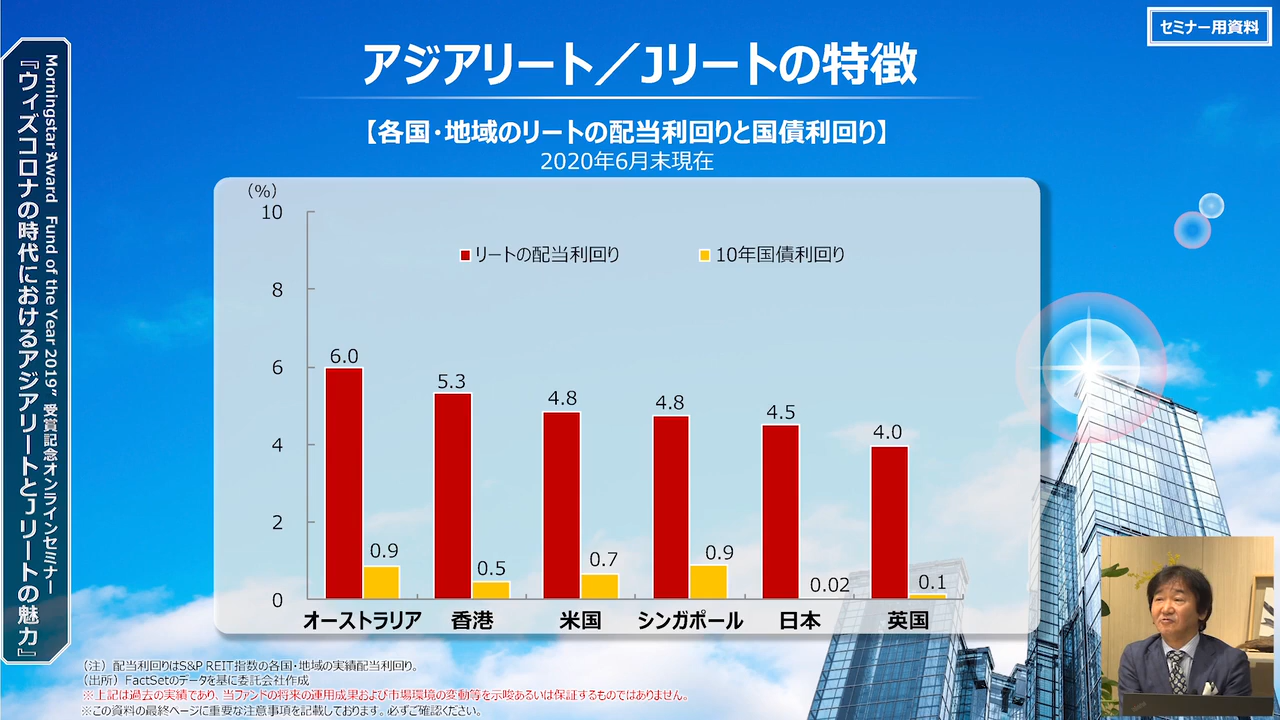 セミナー用資料
Morningstar Award Fund of the Year 2019” 受賞記念オンラインセミナー
『ウィズコロナの時代におけるアジアリートとJリートの魅力』
アジアリート／Jリートの特徴
【各国・地域のリートの配当利回りと国債利回り】
2020年6月末現在
(%)
10
8
6
4
2
0
リートの配当利回り 10年国債利回り
6.0 0.9
5.3 0.5
4.8 0.7
4.8 0.9
4.5 0.02
4.0 0.1
オーストラリア 香港 米国 シンガポール 日本 英国
（注）配当利回りはS&P REIT指数の各国・地域の実績配当利回り。
（出所）FactSetのデータを基に委託会社作成
※上記は過去の実績であり、当ファンドの将来の運用成果および市場環境の変動等を示唆あるいは保証するものではありません。
※この資料の最終ページに重要な注意事項を記載しております。必ずご確認ください。